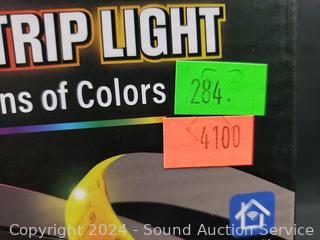 TRIP LIGHT
ns of Colors
284.
4100
Copyright 2024 - Sound Auction Service